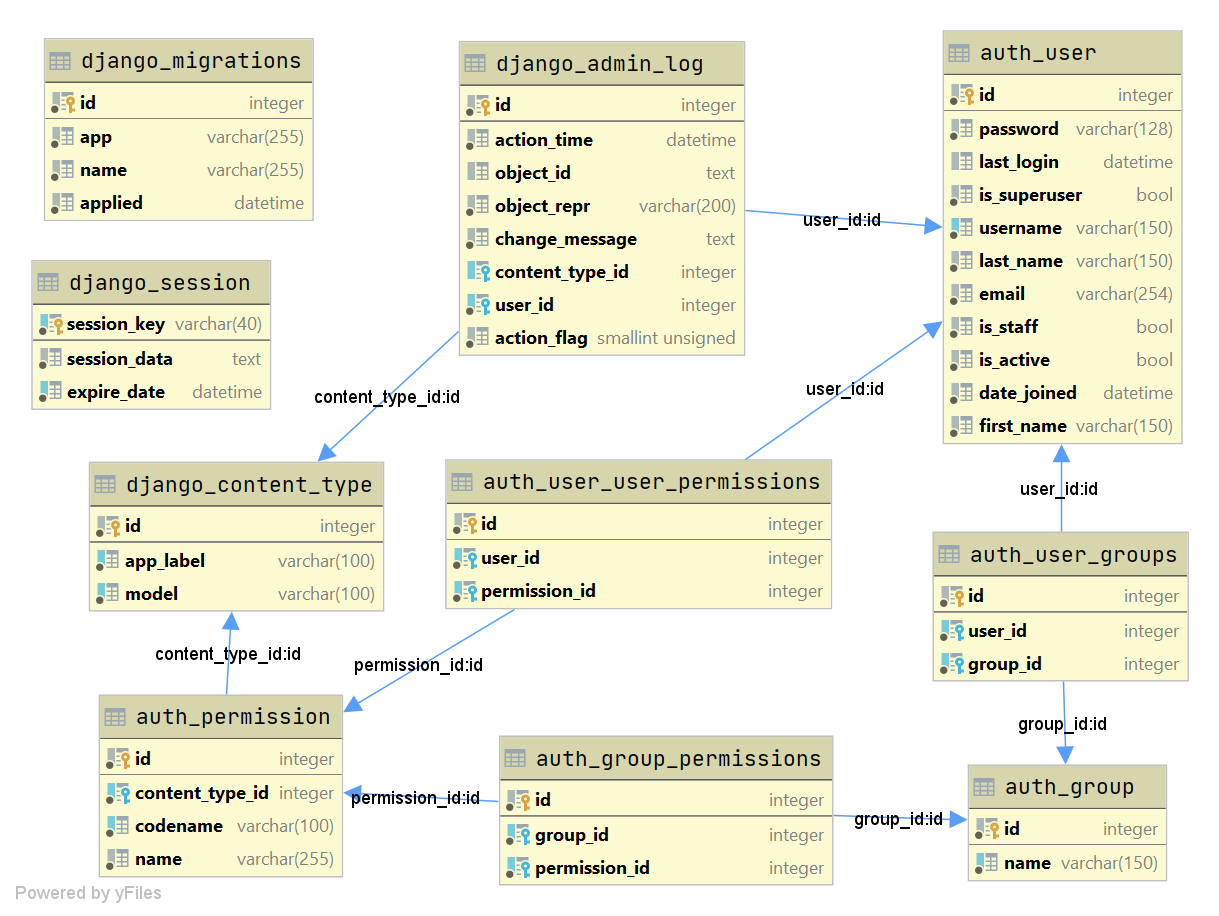 django_migrations
id integer
app varchar(255)
name varchar(255)
applied datetime
django_admin_log
id integer
action_time datetime
object_id text
object_repr varchar(200)
change_message text
content_type_id integer
user_id integer
action_flag smallint unsigned
auth_user
id integer
password varchar(128)
last_login datetime
is_superuser bool
username varchar(150)
last_name varchar(150)
email varchar(254)
is_staff bool
is_active bool
date_joined datetime
first_name varchar(150)
user_id:id
django_session
session_key varchar(40)
session_data text
expire_date datetime
content_type_id:id
user_id:id
django_content_type
id integer
app_label varchar(100)
model varchar(100)
auth_user_user_permissions
id integer
user_id integer
permission_id integer
user_id:id
auth_user_groups
id integer
user_id integer
group_id integer
content_type_id:id
permission_id:id
group_id:id
auth_permission
id integer
content_type_id integer
codename varchar(100)
name varchar(255)
permission_id:id
auth_group_permissions
id integer
group_id integer
permission_id integer
group_id:id
auth_group
id integer
name varchar(150)
Powered by yFiles